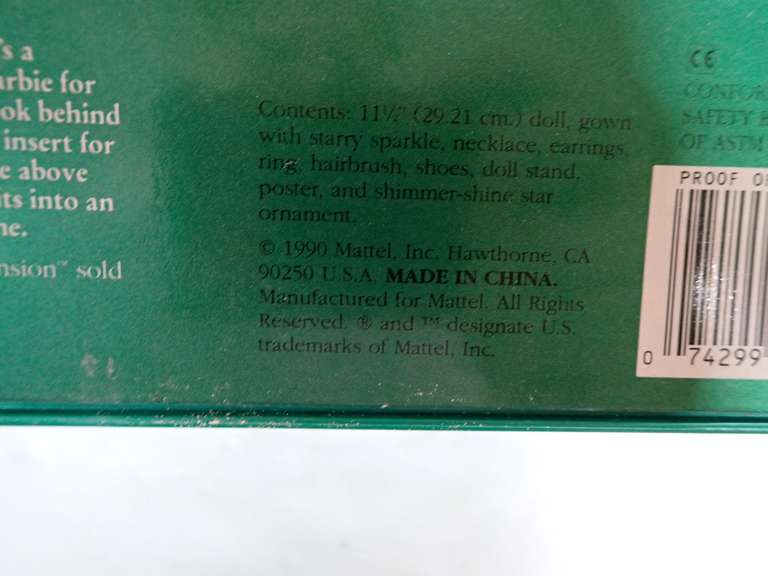 's a
arbie for
ok behind
insert for
e above
its into an
ne.
nsion™ sold
Contents: 11½" (29.21 cm.) doll, gown
with starry sparkle, necklace, earrings,
ring, hairbrush, shoes, doll stand,
poster, and shimmer-shine star
ornament.
© 1990 Mattel, Inc. Hawthorne, CA
90250 U.S.A. MADE IN CHINA.
Manufactured for Mattel. All Rights
Reserved. ® and ™ designate U.S.
trademarks of Mattel, Inc.
CE
CONFOR
SAFETY
OF ASTM
PROOF O
0 74299